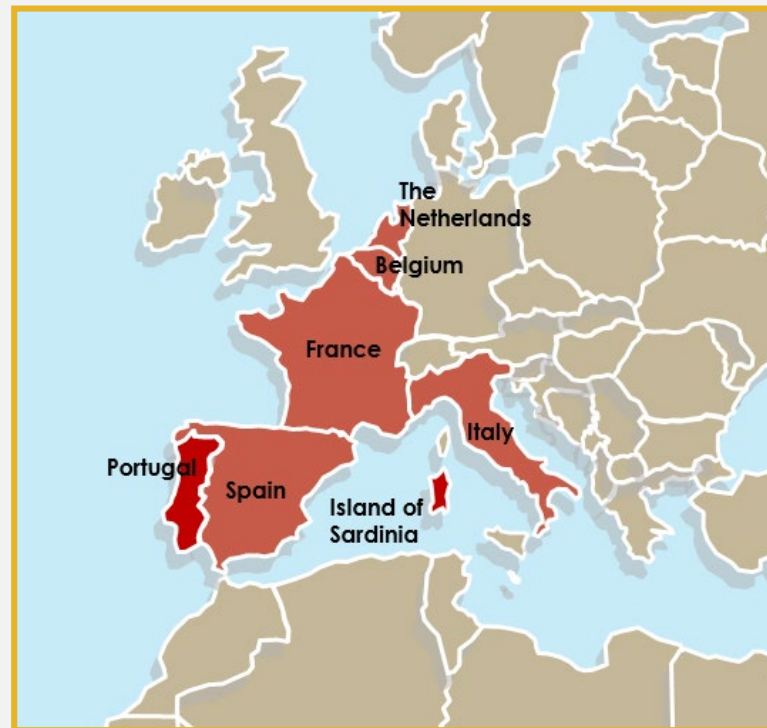 The
Netherlands
Belgium
France
Italy
Portugal
Spain
Island of
Sardinia